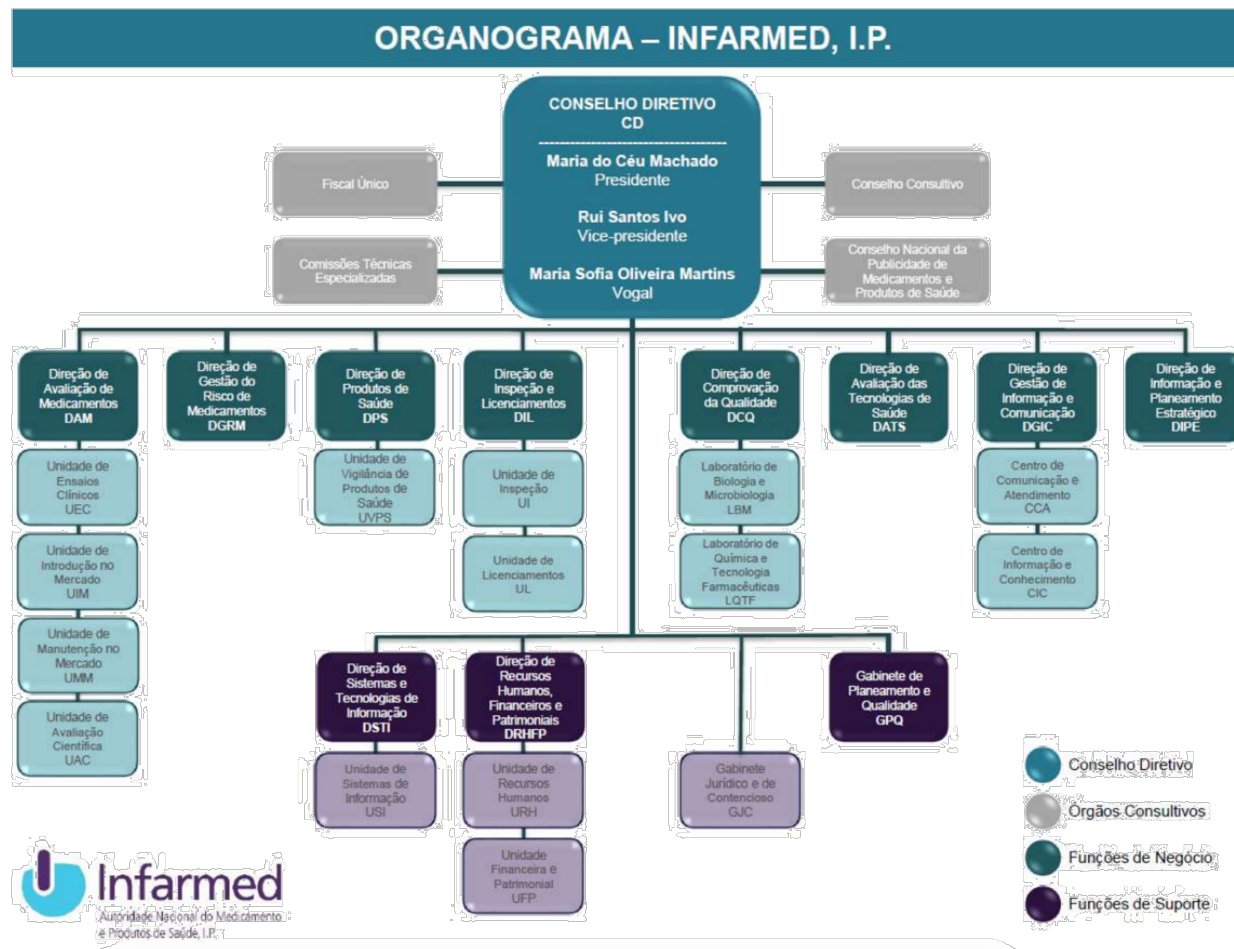 ORGANOGRAMA – INFARMED, I.P.
CONSELHO DIRETIVO
CD
Maria do Céu Machado
Presidente
Rui Santos Ivo
Vice-presidente
Maria Sofia Oliveira Martins
Vogal
Fiscal Único
Conselho Consultivo
Comissões Técnicas
Especializadas
Conselho Nacional da
Publicidade de
Medicamentos e
Produtos de Saúde
Direção de
Avaliação de
Medicamentos
DAM
Direção de
Gestão do
Risco de
Medicamentos
DGRM
Direção de
Produtos de
Saúde
DPS
Direção de
Inspeção e
Licenciamentos
DIL
Direção de
Comprovação
da Qualidade
DCQ
Direção de
Avaliação das
Tecnologias de
Saúde
DATS
Direção de
Gestão de
Informação e
Comunicação
DGIC
Direção de
Informação e
Planeamento
Estratégico
DIPE
Unidade de
Ensaios
Clínicos
UEC
Unidade de
Vigilância de
Produtos de
Saúde
UVPS
Unidade de
Inspeção
UI
Laboratório de
Biologia e
Microbiologia
LBM
Centro de
Comunicação e
Atendimento
CCA
Unidade de
Introdução no
Mercado
UIM
Unidade de
Licenciamentos
UL
Laboratório de
Química e
Tecnologia
Farmacêuticas
LQTF
Centro de
Informação e
Conhecimento
CIC
Unidade de
Manutenção no
Mercado
UMM
Unidade de
Avaliação
Científica
UAC
Direção de
Sistemas e
Tecnologias de
Informação
DSTI
Direção de
Recursos
Humanos,
Financeiros e
Patrimoniais
DRHFP
Gabinete de
Planeamento e
Qualidade
GPQ
Unidade de
Sistemas de
Informação
USI
Unidade de
Recursos
Humanos
URH
Gabinete
Jurídico e de
Contencioso
GJC
Unidade
Financeira e
Patrimonial
UFP
Conselho Diretivo
Órgãos Consultivos
Funções de Negócio
Funções de Suporte
Infarmed
Autoridade Nacional do Medicamento
e Produtos de Saúde, I.P.